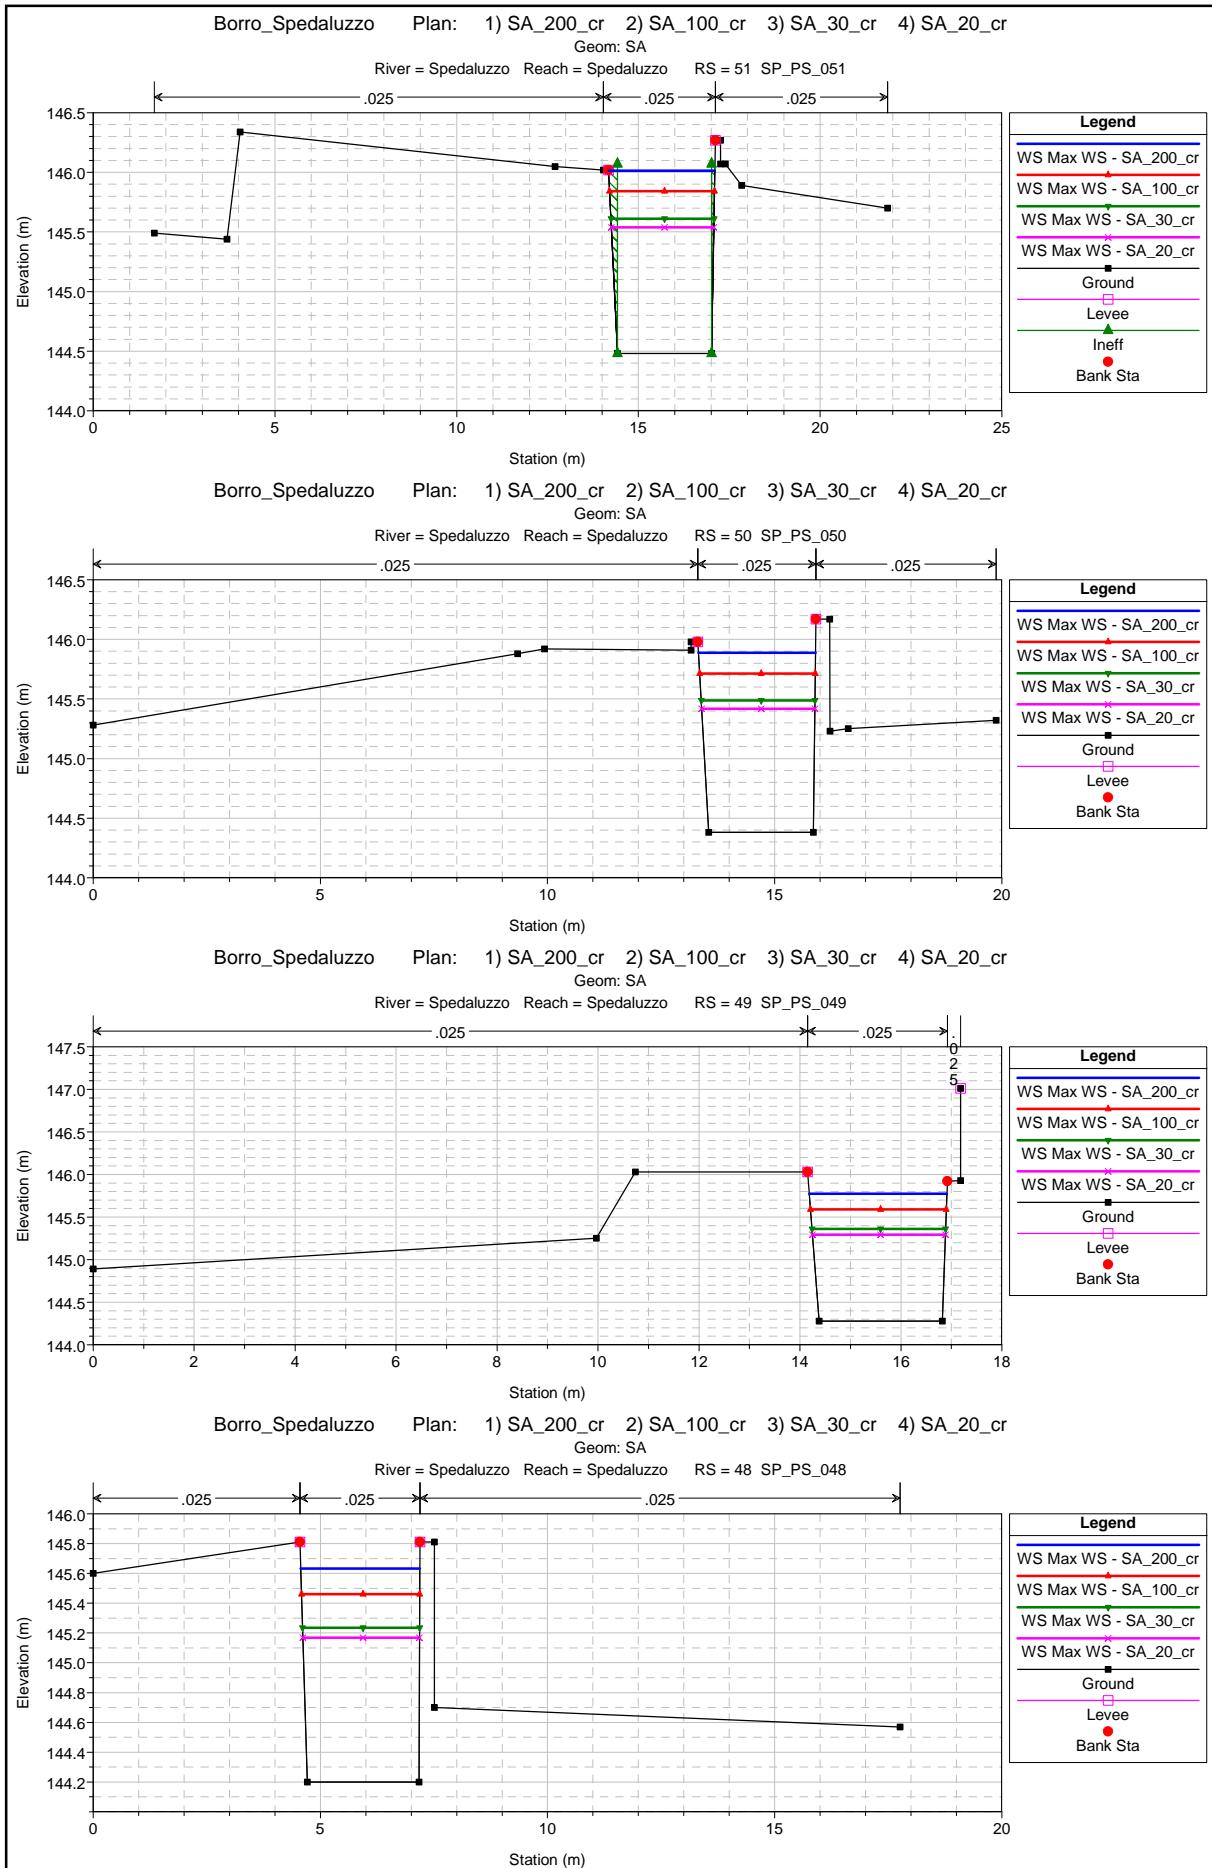 Borro_Spedaluzzo Plan: 1) SA_200_cr 2) SA_100_cr 3) SA_30_cr 4) SA_20_cr
Geom: SA
River = Spedaluzzo Reach = Spedaluzzo RS = 51 SP_PS_051
.025 .025 .025
146.5
146.0
145.5
145.0
144.5
144.0
Elevation (m)
0 5 10 15 20 25
Station (m)
Legend
WS Max WS - SA_200_cr
WS Max WS - SA_100_cr
WS Max WS - SA_30_cr
WS Max WS - SA_20_cr
Ground
Levee
Ineff
Bank Sta
Borro_Spedaluzzo Plan: 1) SA_200_cr 2) SA_100_cr 3) SA_30_cr 4) SA_20_cr
Geom: SA
River = Spedaluzzo Reach = Spedaluzzo RS = 50 SP_PS_050
.025 .025 .025
146.5
146.0
145.5
145.0
144.5
144.0
Elevation (m)
0 5 10 15 20
Station (m)
Legend
WS Max WS - SA_200_cr
WS Max WS - SA_100_cr
WS Max WS - SA_30_cr
WS Max WS - SA_20_cr
Ground
Levee
Bank Sta
Borro_Spedaluzzo Plan: 1) SA_200_cr 2) SA_100_cr 3) SA_30_cr 4) SA_20_cr
Geom: SA
River = Spedaluzzo Reach = Spedaluzzo RS = 49 SP_PS_049
.025 .025 .025
147.5
147.0
146.5
146.0
145.5
145.0
144.5
144.0
Elevation (m)
0 2 4 6 8 10 12 14 16 18
Station (m)
Legend
WS Max WS - SA_200_cr
WS Max WS - SA_100_cr
WS Max WS - SA_30_cr
WS Max WS - SA_20_cr
Ground
Levee
Bank Sta
Borro_Spedaluzzo Plan: 1) SA_200_cr 2) SA_100_cr 3) SA_30_cr 4) SA_20_cr
Geom: SA
River = Spedaluzzo Reach = Spedaluzzo RS = 48 SP_PS_048
.025 .025 .025
146.0
145.8
145.6
145.4
145.2
145.0
144.8
144.6
144.4
144.2
Elevation (m)
0 5 10 15 20
Station (m)
Legend
WS Max WS - SA_200_cr
WS Max WS - SA_100_cr
WS Max WS - SA_30_cr
WS Max WS - SA_20_cr
Ground
Levee
Bank Sta